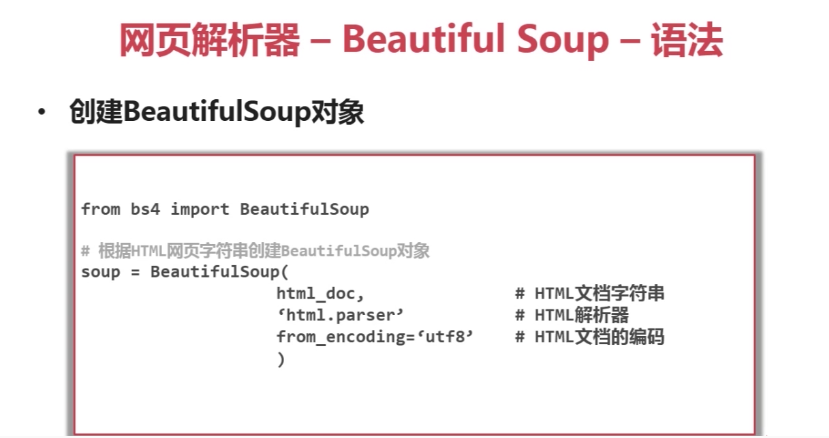 网页解析器 – Beautiful Soup – 语法
• 创建BeautifulSoup对象
from bs4 import BeautifulSoup
# 根据HTML网页字符串创建BeautifulSoup对象
soup = BeautifulSoup(
html_doc, # HTML文档字符串
‘html.parser’ # HTML解析器
from_encoding=‘utf8’ # HTML文档的编码
)